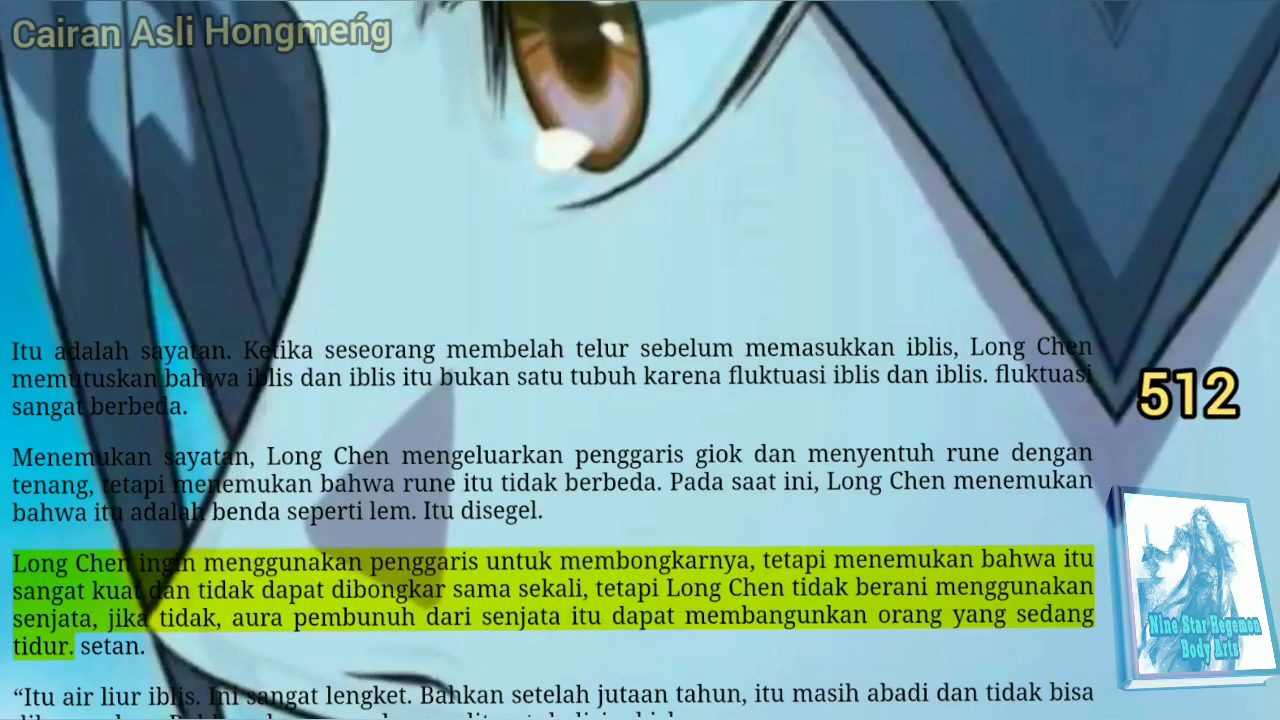 Cairan Asli Hongmeńg
Itu adalah sayatan. Ketika seseorang membelah telur sebelum memasukkan iblis, Long Chen
memutuskan bahwa iblis dan iblis itu bukan satu tubuh karena fluktuasi iblis dan iblis. fluktuasi
sangat berbeda.
Menemukan sayatan, Long Chen mengeluarkan penggaris giok dan menyentuh rune dengan
tenang, tetapi menemukan bahwa rune itu tidak berbeda. Pada saat ini, Long Chen menemukan
bahwa itu adalah benda seperti lem. Itu disegel.
Long Chen ingin menggunakan penggaris untuk membongkarnya, tetapi menemukan bahwa itu
sangat kuat dan tidak dapat dibongkar sama sekali, tetapi Long Chen tidak berani menggunakan
senjata, jika tidak, aura pembunuh dari senjata itu dapat membangunkan orang yang sedang
tidur. setan.
“Itu air liur iblis. Ini sangat lengket. Bahkan setelah jutaan tahun, itu masih abadi dan tidak bisa
512
Nine Star Hegemon
Body Arts